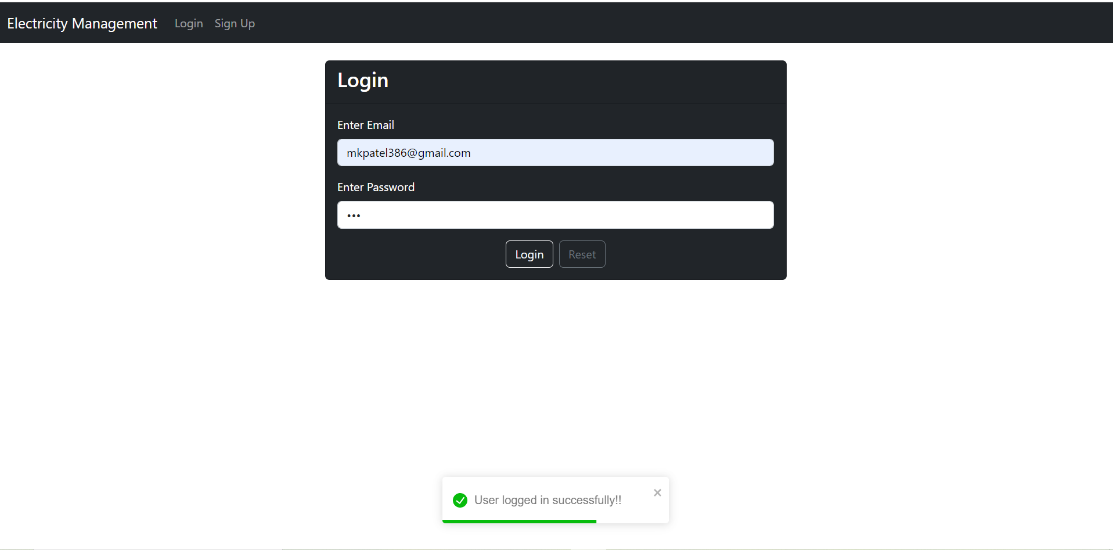 Electricity Management Login Sign Up
Login
Enter Email
mkpatel386@gmail.com
Enter Password
•••
Login Reset
User logged in successfully!!